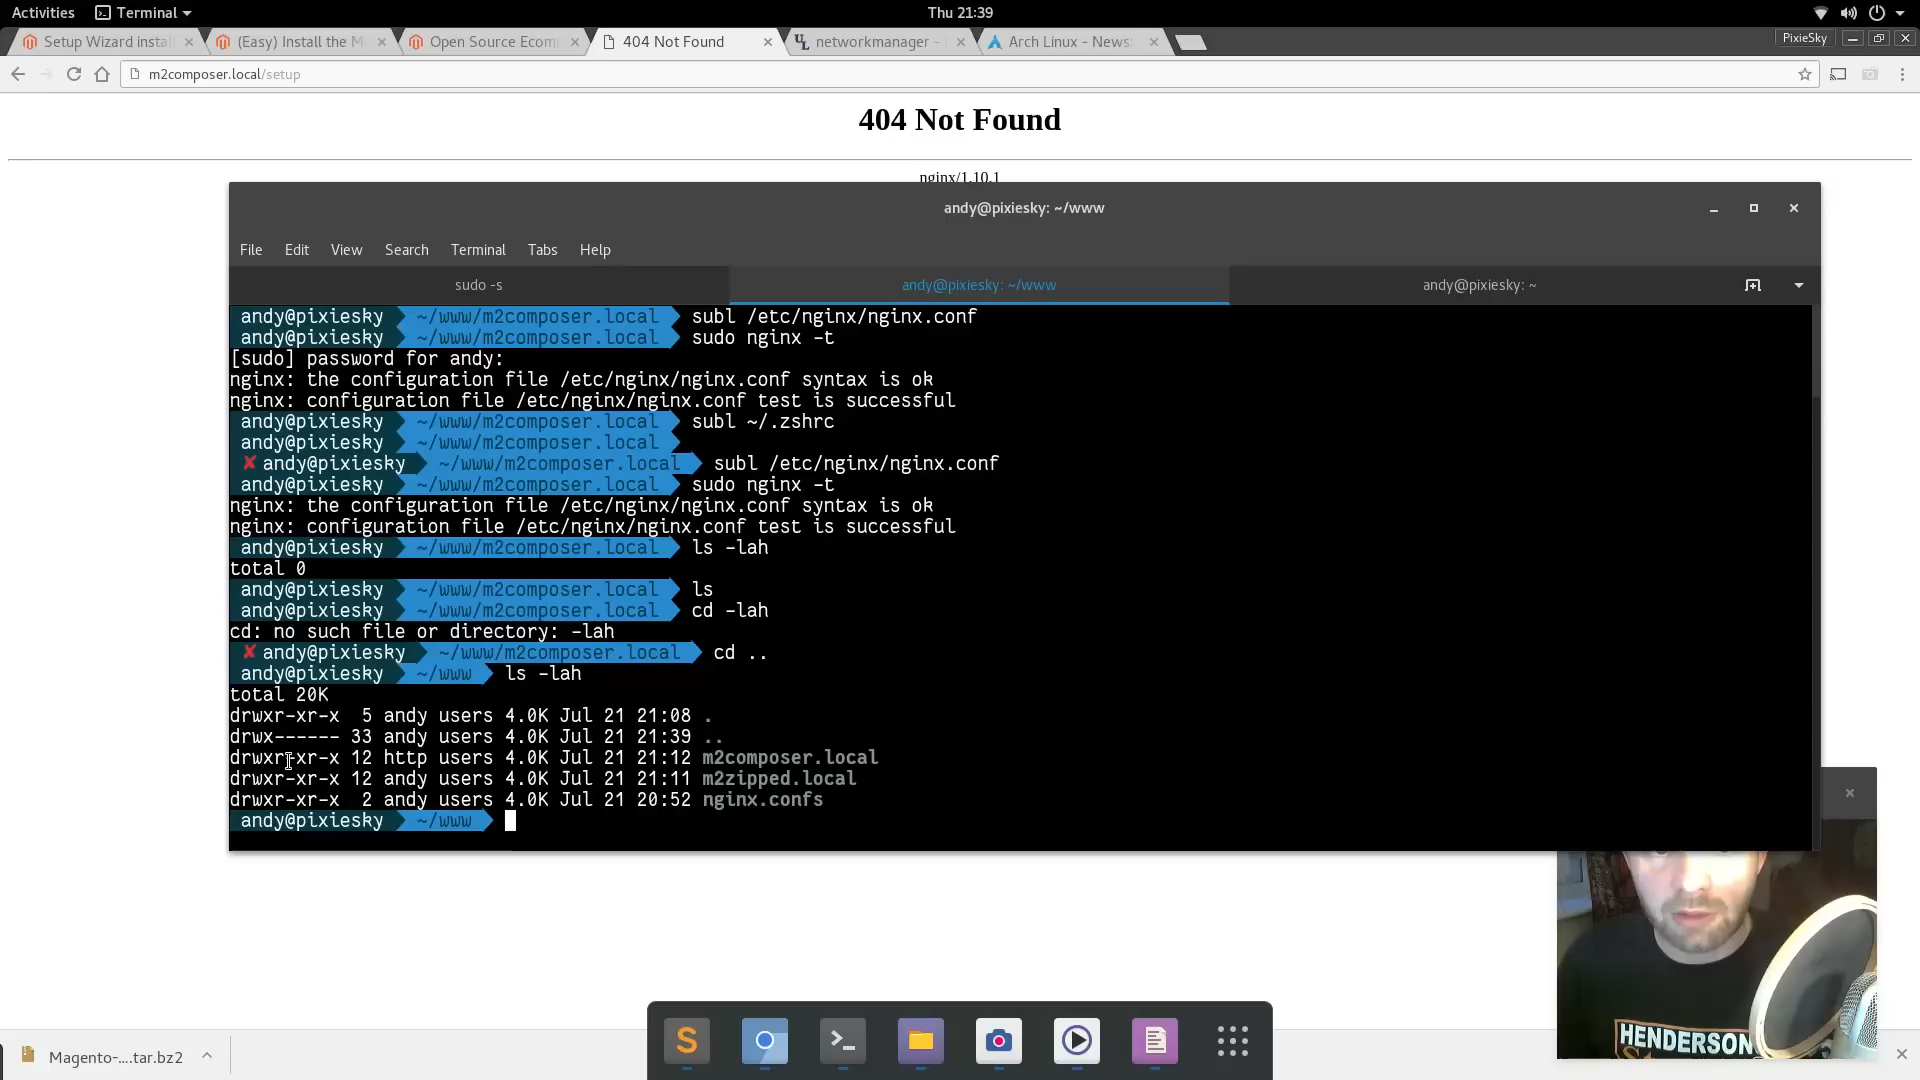 Activities Terminal Thu 21:39
Setup Wizard instal (Easy) Install the M Open Source Ecom 404 Not Found networkmanager - Arch Linux - News PixieSky
m2composer.local/setup
404 Not Found
nginx/1.10.1
andy@pixiesky: ~/www
File Edit View Search Terminal Tabs Help
sudo -s andy@pixiesky: ~/www andy@pixiesky: ~
andy@pixiesky ~/www/m2composer.local subl /etc/nginx/nginx.conf
andy@pixiesky ~/www/m2composer.local sudo nginx -t
[sudo] password for andy:
nginx: the configuration file /etc/nginx/nginx.conf syntax is ok
nginx: configuration file /etc/nginx/nginx.conf test is successful
andy@pixiesky ~/www/m2composer.local subl ~/.zshrc
andy@pixiesky ~/www/m2composer.local
✘ andy@pixiesky ~/www/m2composer.local subl /etc/nginx/nginx.conf
andy@pixiesky ~/www/m2composer.local sudo nginx -t
nginx: the configuration file /etc/nginx/nginx.conf syntax is ok
nginx: configuration file /etc/nginx/nginx.conf test is successful
andy@pixiesky ~/www/m2composer.local ls -lah
total 0
andy@pixiesky ~/www/m2composer.local ls
andy@pixiesky ~/www/m2composer.local cd -lah
cd: no such file or directory: -lah
✘ andy@pixiesky ~/www/m2composer.local cd ..
andy@pixiesky ~/www ls -lah
total 20K
drwxr-xr-x 5 andy users 4.0K Jul 21 21:08 .
drwx------ 33 andy users 4.0K Jul 21 21:39 ..
drwxr-xr-x 12 http users 4.0K Jul 21 21:12 m2composer.local
drwxr-xr-x 12 andy users 4.0K Jul 21 21:11 m2zipped.local
drwxr-xr-x 2 andy users 4.0K Jul 21 20:52 nginx.confs
andy@pixiesky ~/www
HENDERSON
Magento-....tar.bz2